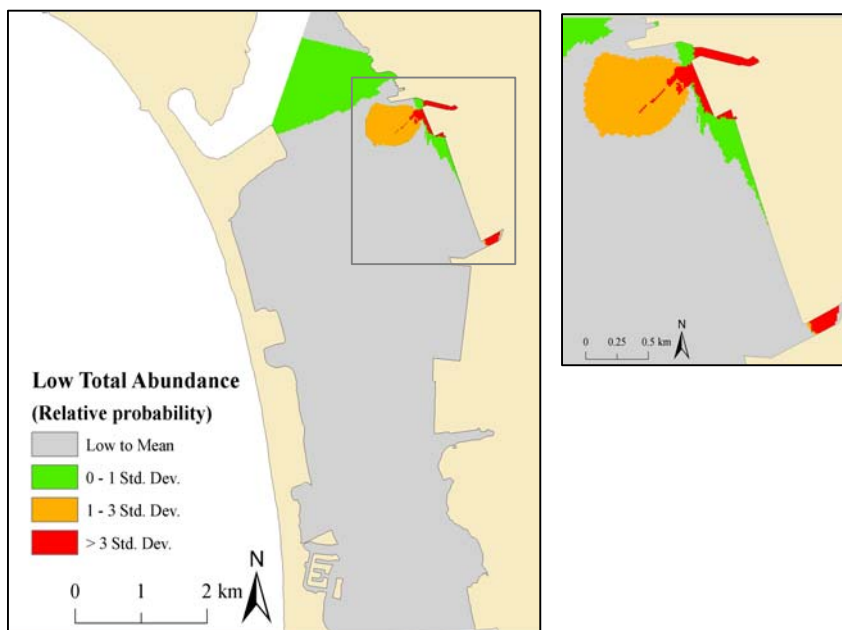 Low Total Abundance
(Relative probability)
Low to Mean
0 - 1 Std. Dev.
1 - 3 Std. Dev.
> 3 Std. Dev.
N
0 1 2 km
N
0 0.25 0.5 km